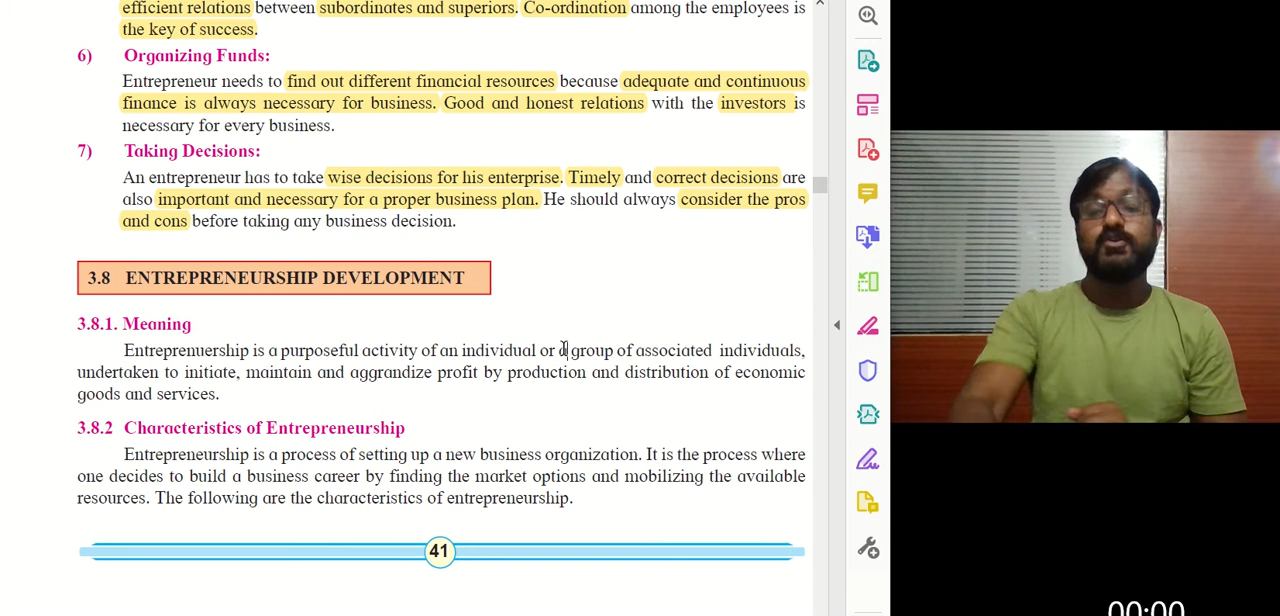 efficient relations between subordinates and superiors. Co-ordination among the employees is
the key of success.
6) Organizing Funds:
Entrepreneur needs to find out different financial resources because adequate and continuous
finance is always necessary for business. Good and honest relations with the investors is
necessary for every business.
7) Taking Decisions:
An entrepreneur has to take wise decisions for his enterprise. Timely and correct decisions are
also important and necessary for a proper business plan. He should always consider the pros
and cons before taking any business decision.
3.8 ENTREPRENEURSHIP DEVELOPMENT
3.8.1. Meaning
Entreprenuership is a purposeful activity of an individual or a group of associated individuals,
undertaken to initiate, maintain and aggrandize profit by production and distribution of economic
goods and services.
3.8.2 Characteristics of Entrepreneurship
Entrepreneurship is a process of setting up a new business organization. It is the process where
one decides to build a business career by finding the market options and mobilizing the available
resources. The following are the characteristics of entrepreneurship.
41
00:00